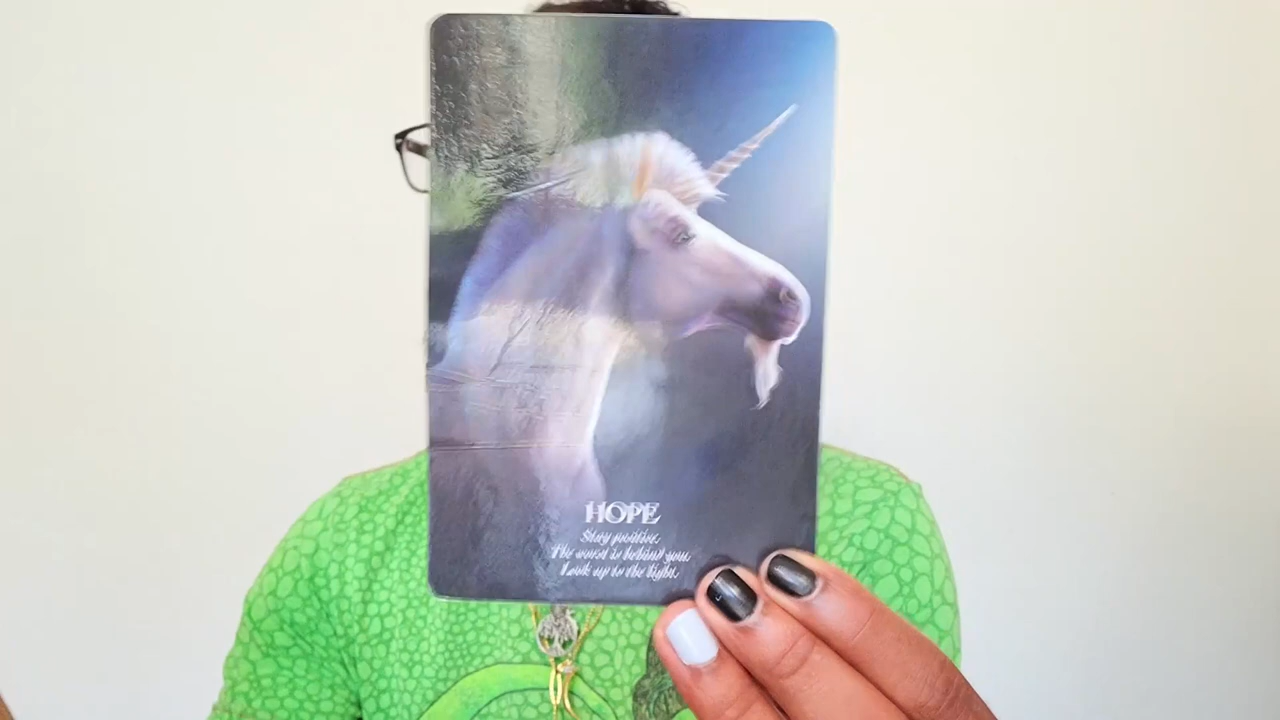 HOPE
Stay positive.
The worst is behind you.
Look up to the light.